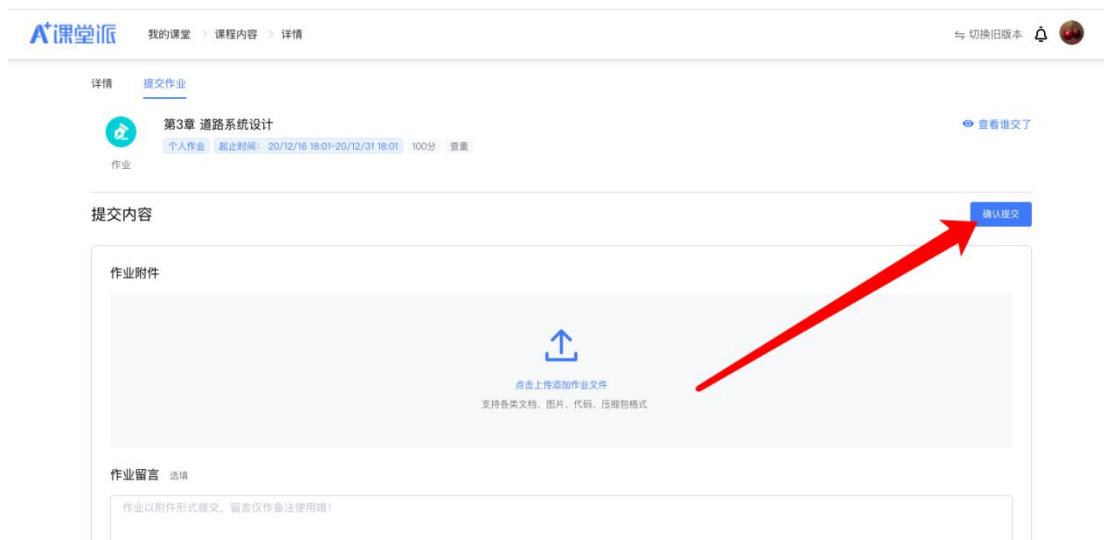 A+课堂派 我的课堂 > 课程内容 > 详情 切换旧版本
详情 提交作业
第3章 道路系统设计 查看谁交了
个人作业 起止时间: 20/12/16 18:01-20/12/31 18:01 100分 查重
作业
提交内容 确认提交
作业附件
点击上传添加作业文件
支持各类文档、图片、代码、压缩包格式
作业留言 选填
作业以附件形式提交，留言仅作备注使用哦!